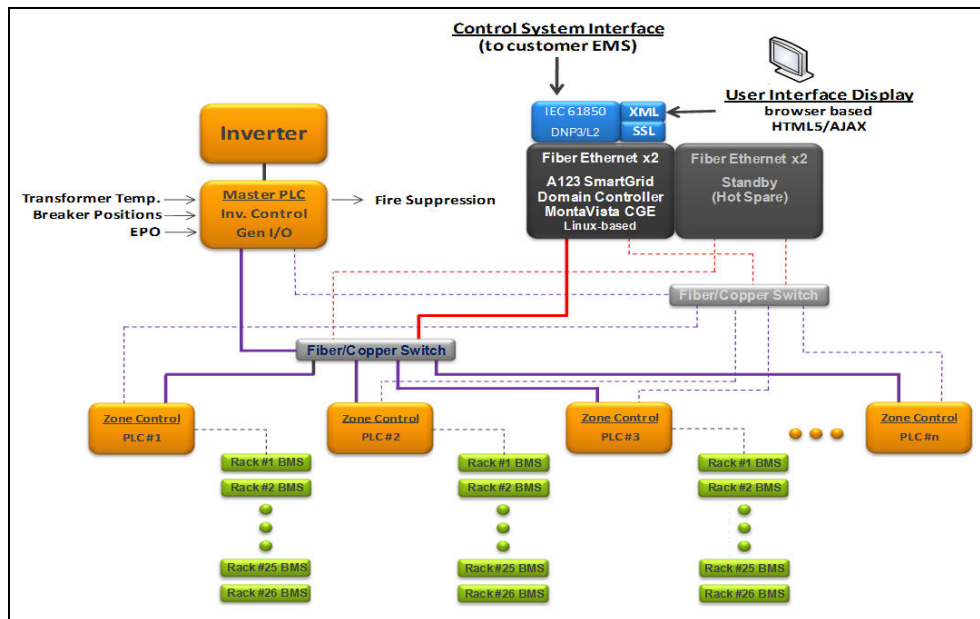 Control System Interface
(to customer EMS)
User Interface Display
browser based
HTML5/AJAX
IEC 61850
DNP3/L2
XML
SSL
Inverter
Fiber Ethernet x2
A123 SmartGrid
Domain Controller
MontaVista CGE
Linux-based
Fiber Ethernet x2
Standby
(Hot Spare)
Transformer Temp.
Breaker Positions
EPO
Master PLC
Inv. Control
Gen I/O
Fire Suppression
Fiber/Copper Switch
Fiber/Copper Switch
Zone Control
PLC #1
Zone Control
PLC #2
Zone Control
PLC #3
Zone Control
PLC #n
Rack #1 BMS
Rack #2 BMS
Rack #25 BMS
Rack #26 BMS
Rack #1 BMS
Rack #2 BMS
Rack #25 BMS
Rack #26 BMS
Rack #1 BMS
Rack #2 BMS
Rack #25 BMS
Rack #26 BMS